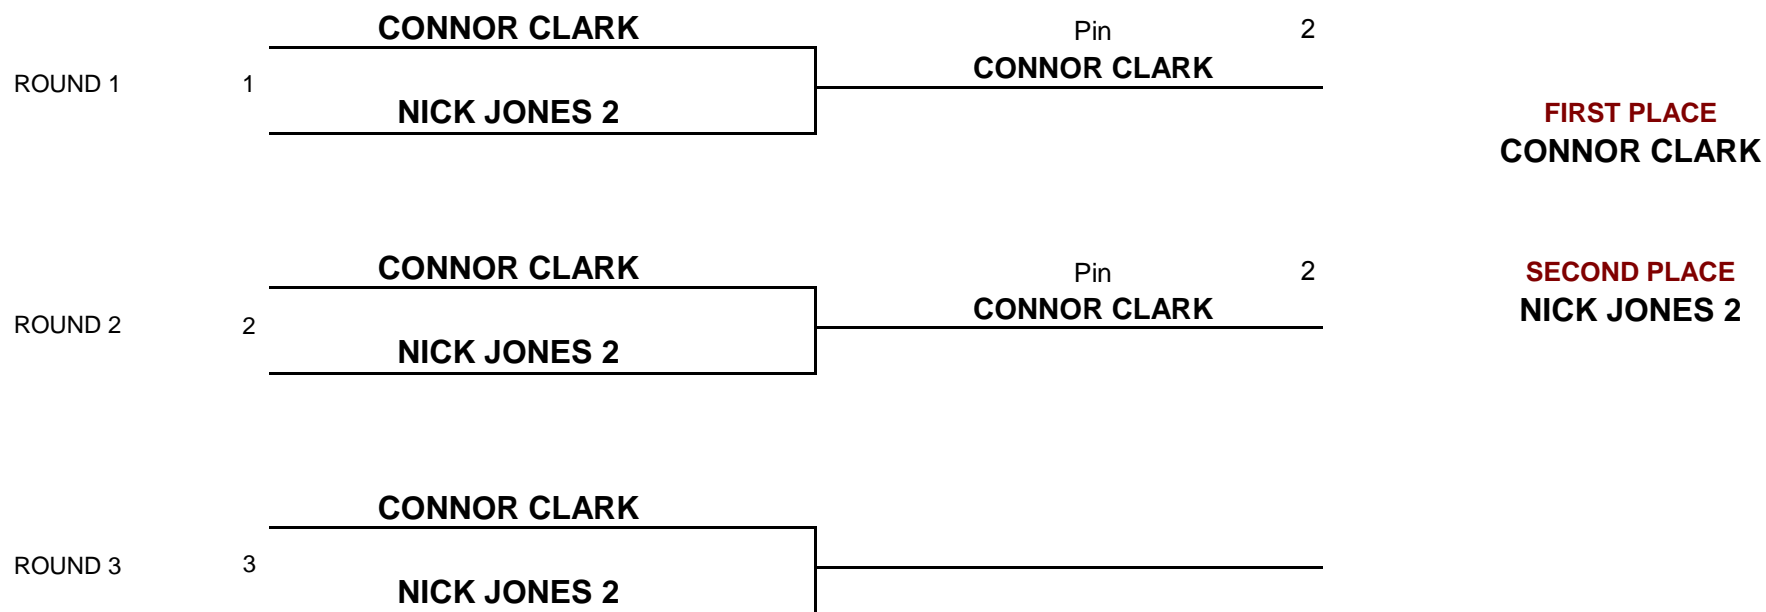 CONNOR CLARK
Pin 2
CONNOR CLARK
ROUND 1 1
NICK JONES 2
FIRST PLACE
CONNOR CLARK
CONNOR CLARK
Pin 2
SECOND PLACE
CONNOR CLARK
NICK JONES 2
ROUND 2 2
NICK JONES 2
CONNOR CLARK
ROUND 3 3
NICK JONES 2